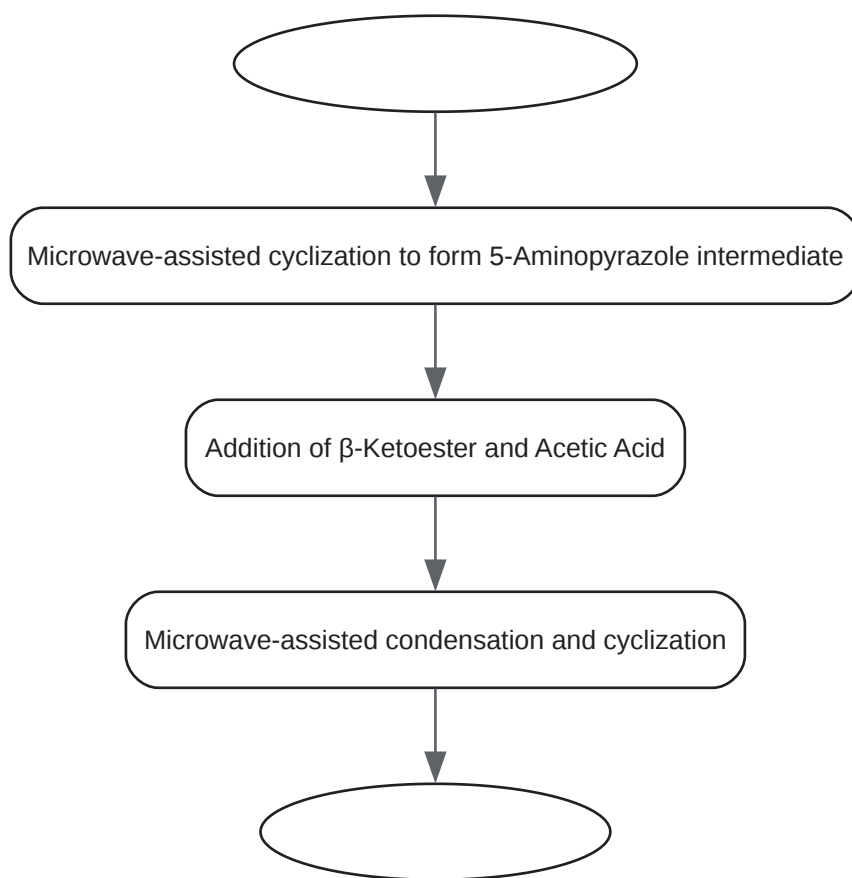 Microwave-assisted cyclization to form 5-Aminopyrazole intermediate
Addition of β-Ketoester and Acetic Acid
Microwave-assisted condensation and cyclization